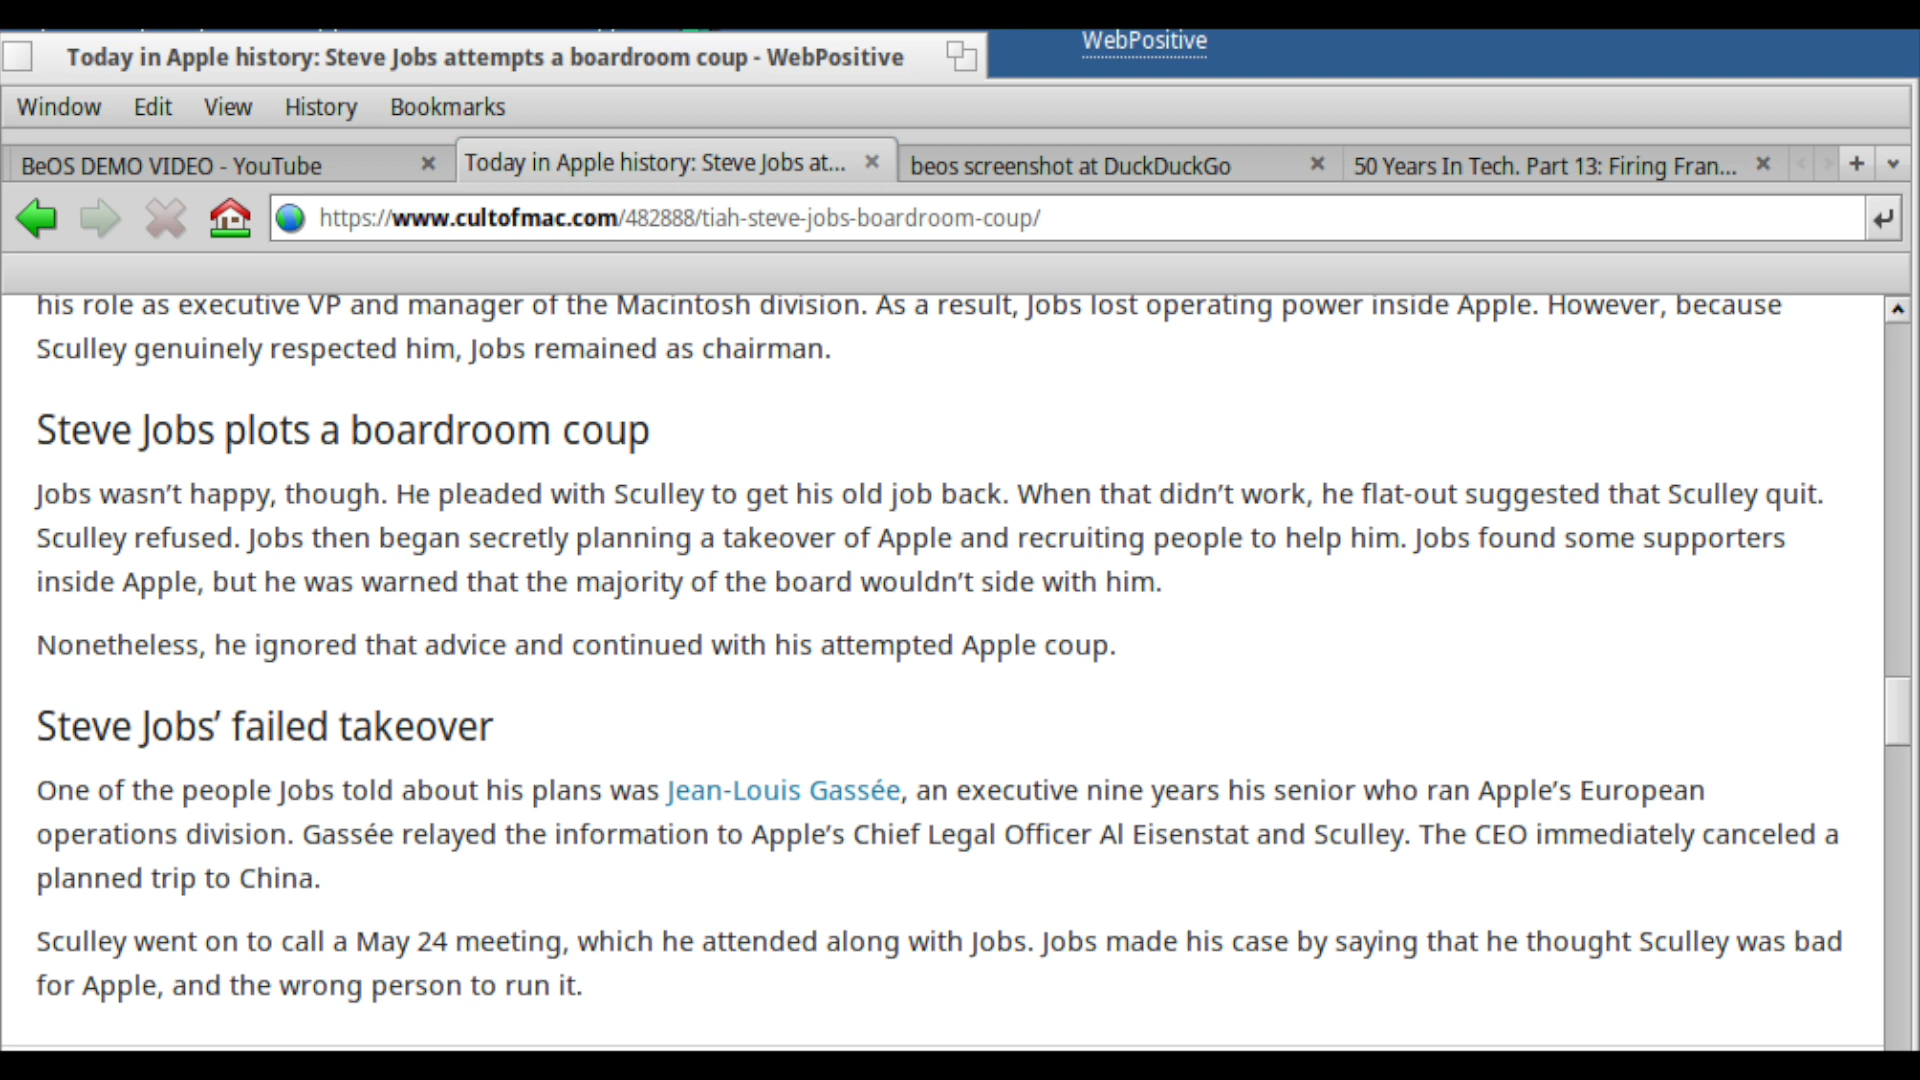 WebPositive
Today in Apple history: Steve Jobs attempts a boardroom coup - WebPositive
Window Edit View History Bookmarks
BeOS DEMO VIDEO - YouTube
Today in Apple history: Steve Jobs at...
beos screenshot at DuckDuckGo
50 Years In Tech. Part 13: Firing Fran...
https://www.cultofmac.com/482888/tiah-steve-jobs-boardroom-coup/
his role as executive VP and manager of the Macintosh division. As a result, Jobs lost operating power inside Apple. However, because
Sculley genuinely respected him, Jobs remained as chairman.
Steve Jobs plots a boardroom coup
Jobs wasn’t happy, though. He pleaded with Sculley to get his old job back. When that didn’t work, he flat-out suggested that Sculley quit.
Sculley refused. Jobs then began secretly planning a takeover of Apple and recruiting people to help him. Jobs found some supporters
inside Apple, but he was warned that the majority of the board wouldn’t side with him.
Nonetheless, he ignored that advice and continued with his attempted Apple coup.
Steve Jobs’ failed takeover
One of the people Jobs told about his plans was Jean-Louis Gassée, an executive nine years his senior who ran Apple’s European
operations division. Gassée relayed the information to Apple’s Chief Legal Officer Al Eisenstat and Sculley. The CEO immediately canceled a
planned trip to China.
Sculley went on to call a May 24 meeting, which he attended along with Jobs. Jobs made his case by saying that he thought Sculley was bad
for Apple, and the wrong person to run it.